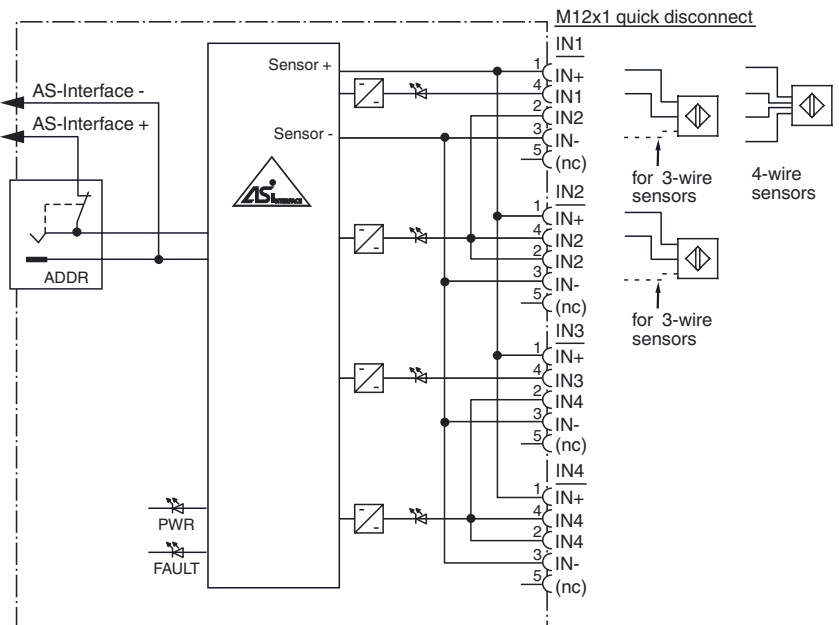 M12x1 quick disconnect
IN1
Sensor +
1
IN+
AS-Interface -
4
IN1
2
IN2
AS-Interface +
Sensor -
3
IN-
5
(nc)
for 3-wire
sensors
4-wire
sensors
ASi
INTERFACE
IN2
1
IN+
4
IN2
2
IN2
ADDR
3
IN-
5
(nc)
for 3-wire
sensors
IN3
1
IN+
4
IN3
2
IN4
3
IN-
5
(nc)
IN4
1
IN+
PWR
4
IN4
2
IN4
FAULT
3
IN-
5
(nc)